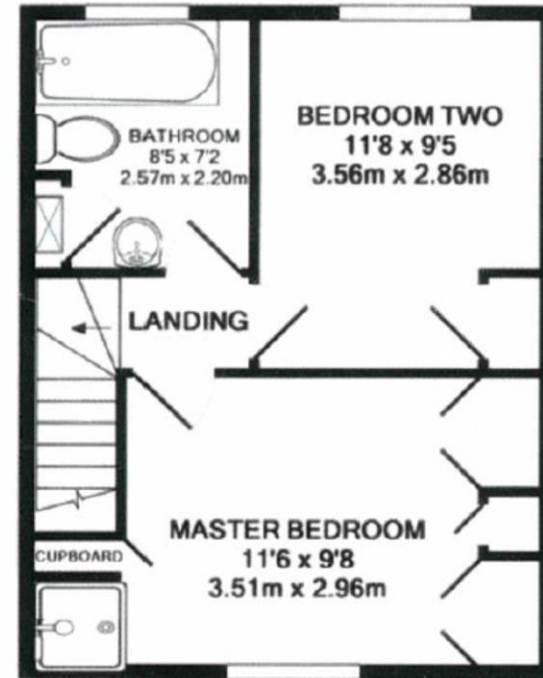 BATHROOM
8'5 x 7'2
2.57m x 2.20m
BEDROOM TWO
11'8 x 9'5
3.56m x 2.86m
LANDING
MASTER BEDROOM
11'6 x 9'8
3.51m x 2.96m
CUPBOARD